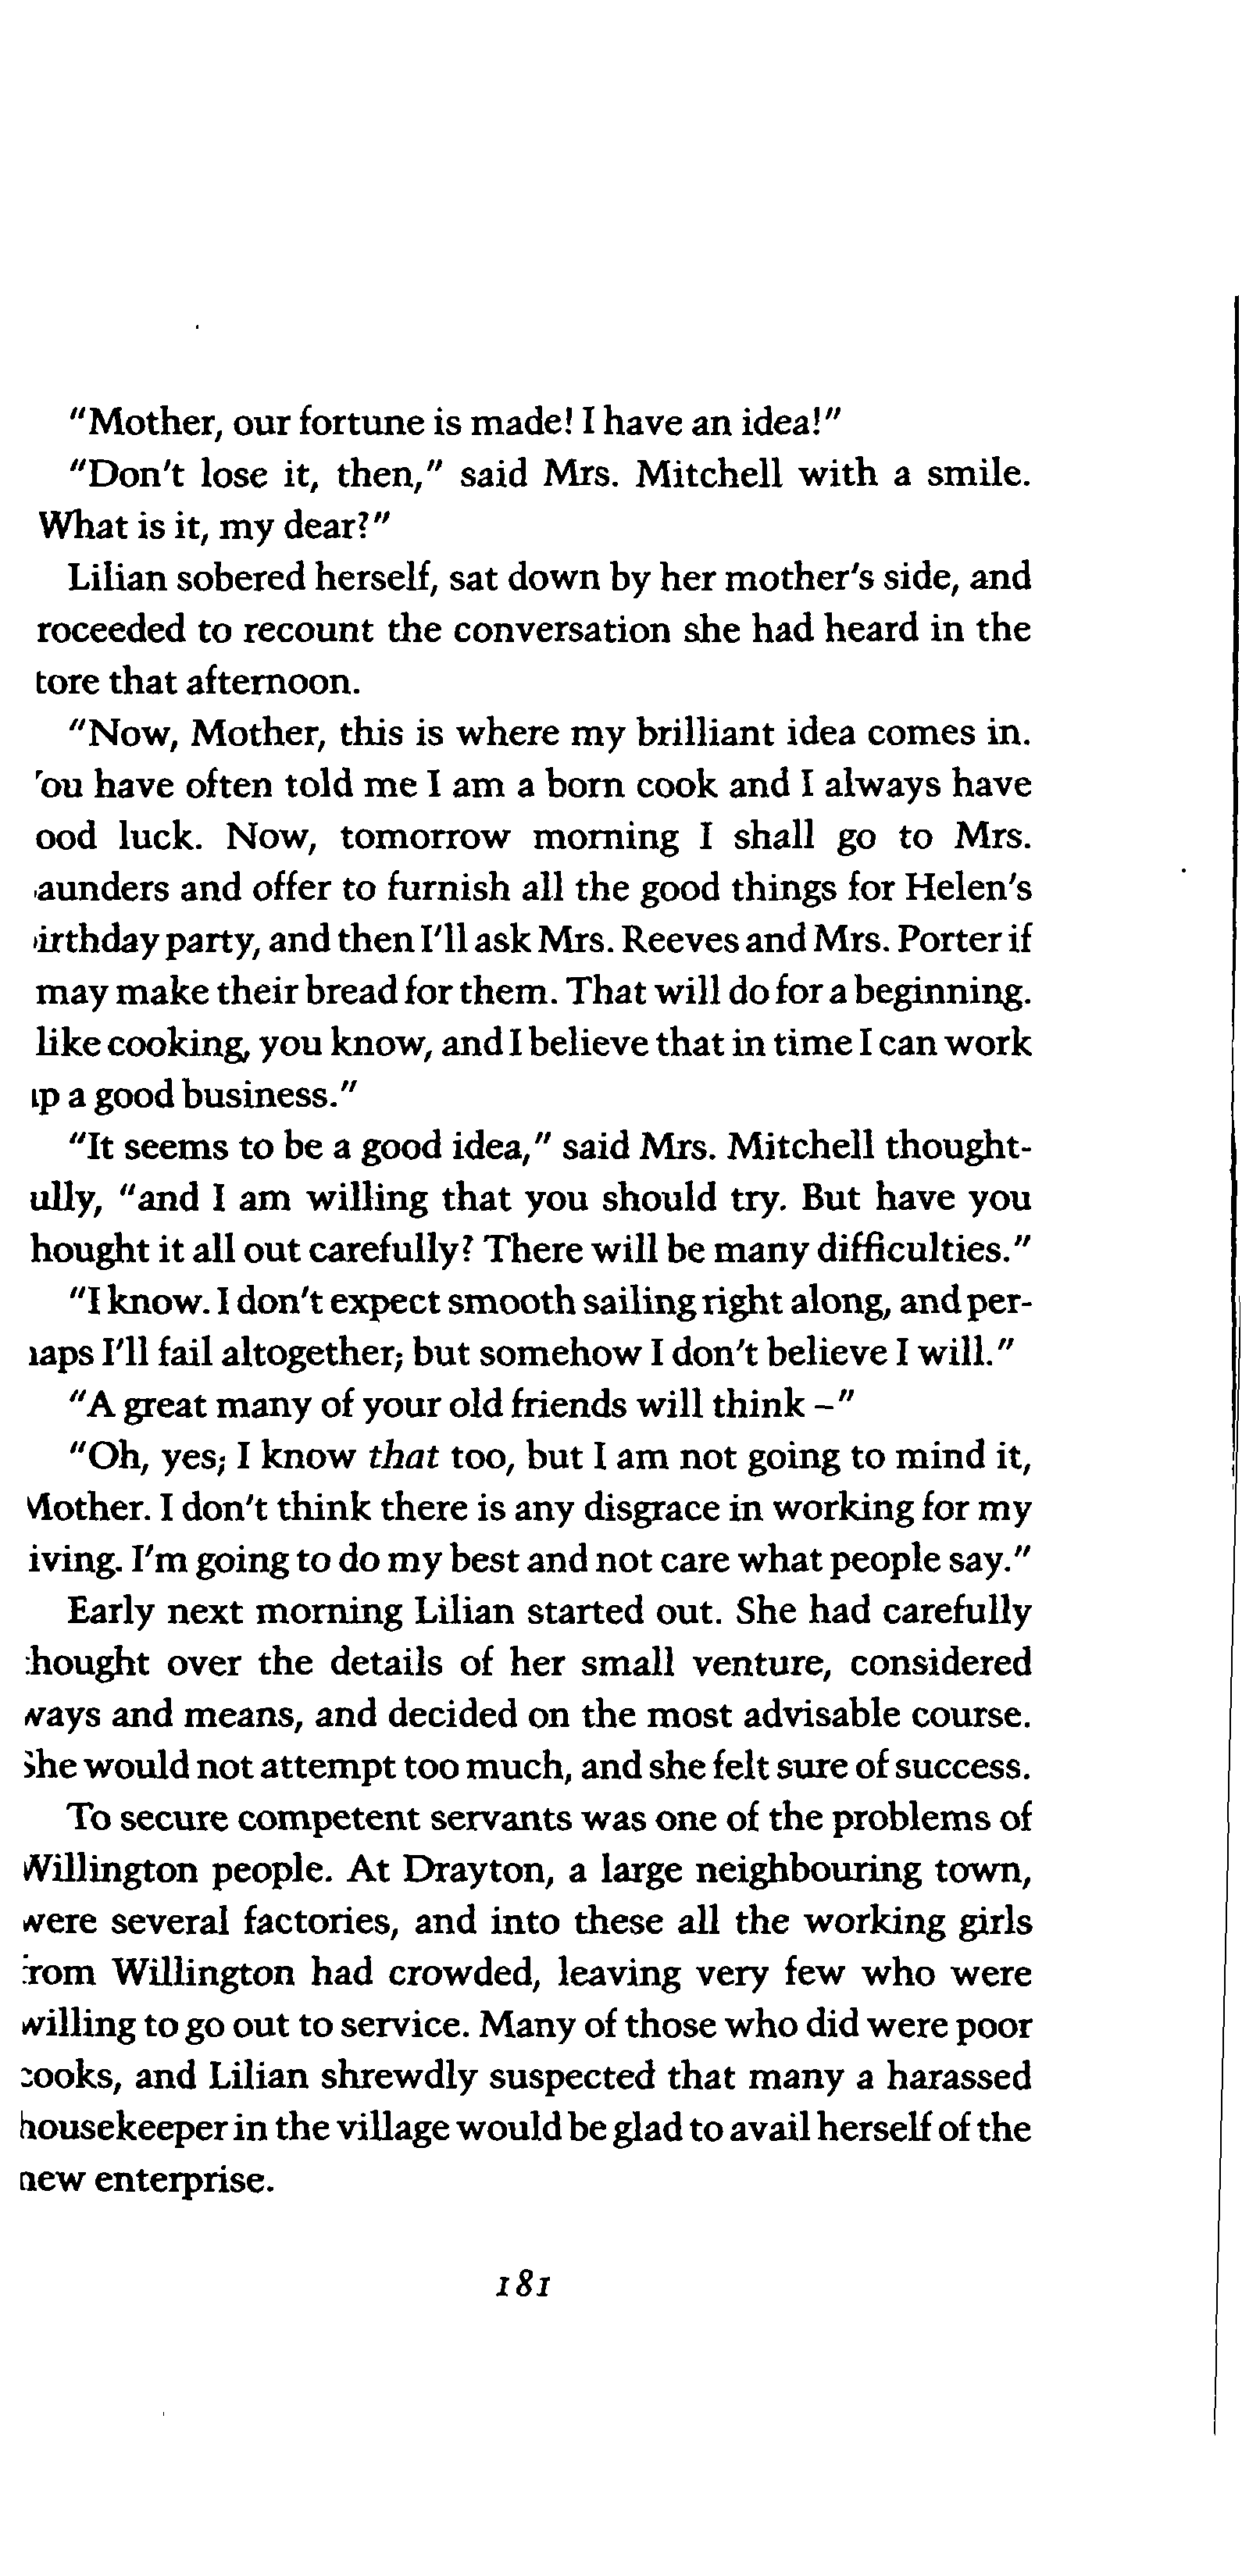 "Mother, our fortune is made! I have an idea!"
"Don't lose it, then," said Mrs. Mitchell with a smile.
What is it, my dear?"
Lilian sobered herself, sat down by her mother's side, and
roceeded to recount the conversation she had heard in the
tore that afternoon.
"Now, Mother, this is where my brilliant idea comes in.
'ou have often told me I am a born cook and I always have
ood luck. Now, tomorrow morning I shall go to Mrs.
aunders and offer to furnish all the good things for Helen's
irthday party, and then I'll ask Mrs. Reeves and Mrs. Porter if
may make their bread for them. That will do for a beginning.
like cooking, you know, and I believe that in time I can work
ıp a good business."
"It seems to be a good idea," said Mrs. Mitchell thought-
ully, "and I am willing that you should try. But have you
hought it all out carefully? There will be many difficulties."
"I know. I don't expect smooth sailing right along, and per-
aps I'll fail altogether; but somehow I don't believe I will."
"A great many of your old friends will think –"
"Oh, yes; I know that too, but I am not going to mind it,
Mother. I don't think there is any disgrace in working for my
iving. I'm going to do my best and not care what people say."
Early next morning Lilian started out. She had carefully
thought over the details of her small venture, considered
ways and means, and decided on the most advisable course.
She would not attempt too much, and she felt sure of success.
To secure competent servants was one of the problems of
Willington people. At Drayton, a large neighbouring town,
were several factories, and into these all the working girls
from Willington had crowded, leaving very few who were
willing to go out to service. Many of those who did were poor
cooks, and Lilian shrewdly suspected that many a harassed
housekeeper in the village would be glad to avail herself of the
new enterprise.
181